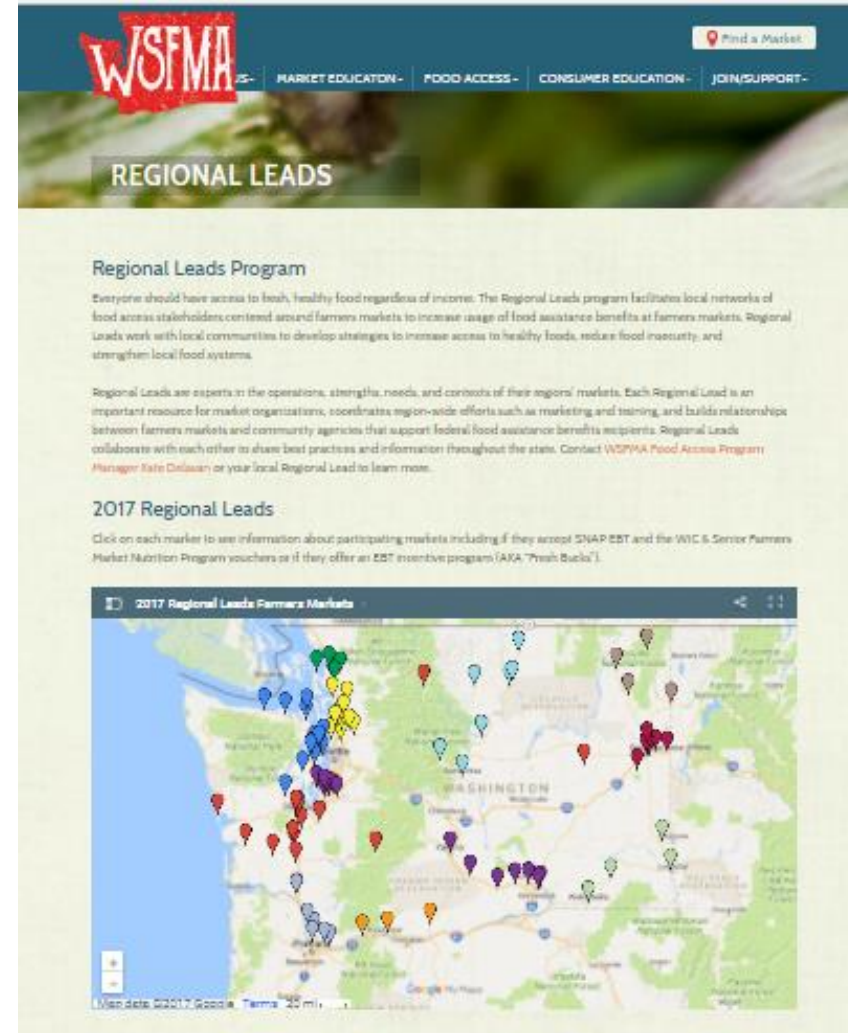 WSFMA
Find a Market
US-
MARKET EDUCATON-
FOOD ACCESS-
CONSUMER EDUCATION-
JOIN/SUPPORT-
REGIONAL LEADS
Regional Leads Program
Everyone should have access to fresh, healthy food regardless of income. The Regional Leads program facilitates local networks of
food access stakeholders centered around farmers markets to increase usage of food assistance benefits at farmers markets. Regional
Leads work with local communities to develop strategies to increase access to healthy foods, reduce food insecurity, and
strengthen local food systems.
Regional Leads are experts in the operations, strengths, needs, and contexts of their regions' markets. Each Regional Lead is an
important resource for market organizations, coordinates region-wide efforts such as marketing and training, and builds relationships
between farmers markets and community agencies that support federal food assistance benefits recipients. Regional Leads
collaborate with each other to share best practices and information throughout the state. Contact WSFMA Food Access Program
Manager Kate Delavan or your local Regional Lead to learn more.
2017 Regional Leads
Click on each marker to see information about participating markets including if they accept SNAP EBT and the WIC & Senior Farmers
Market Nutrition Program vouchers or if they offer an EBT incentive program (AKA "Fresh Bucks").
2017 Regional Leads Farmers Markets
WASHINGTON
Google My Maps
Map data ©2017 Google Terms 20 mi